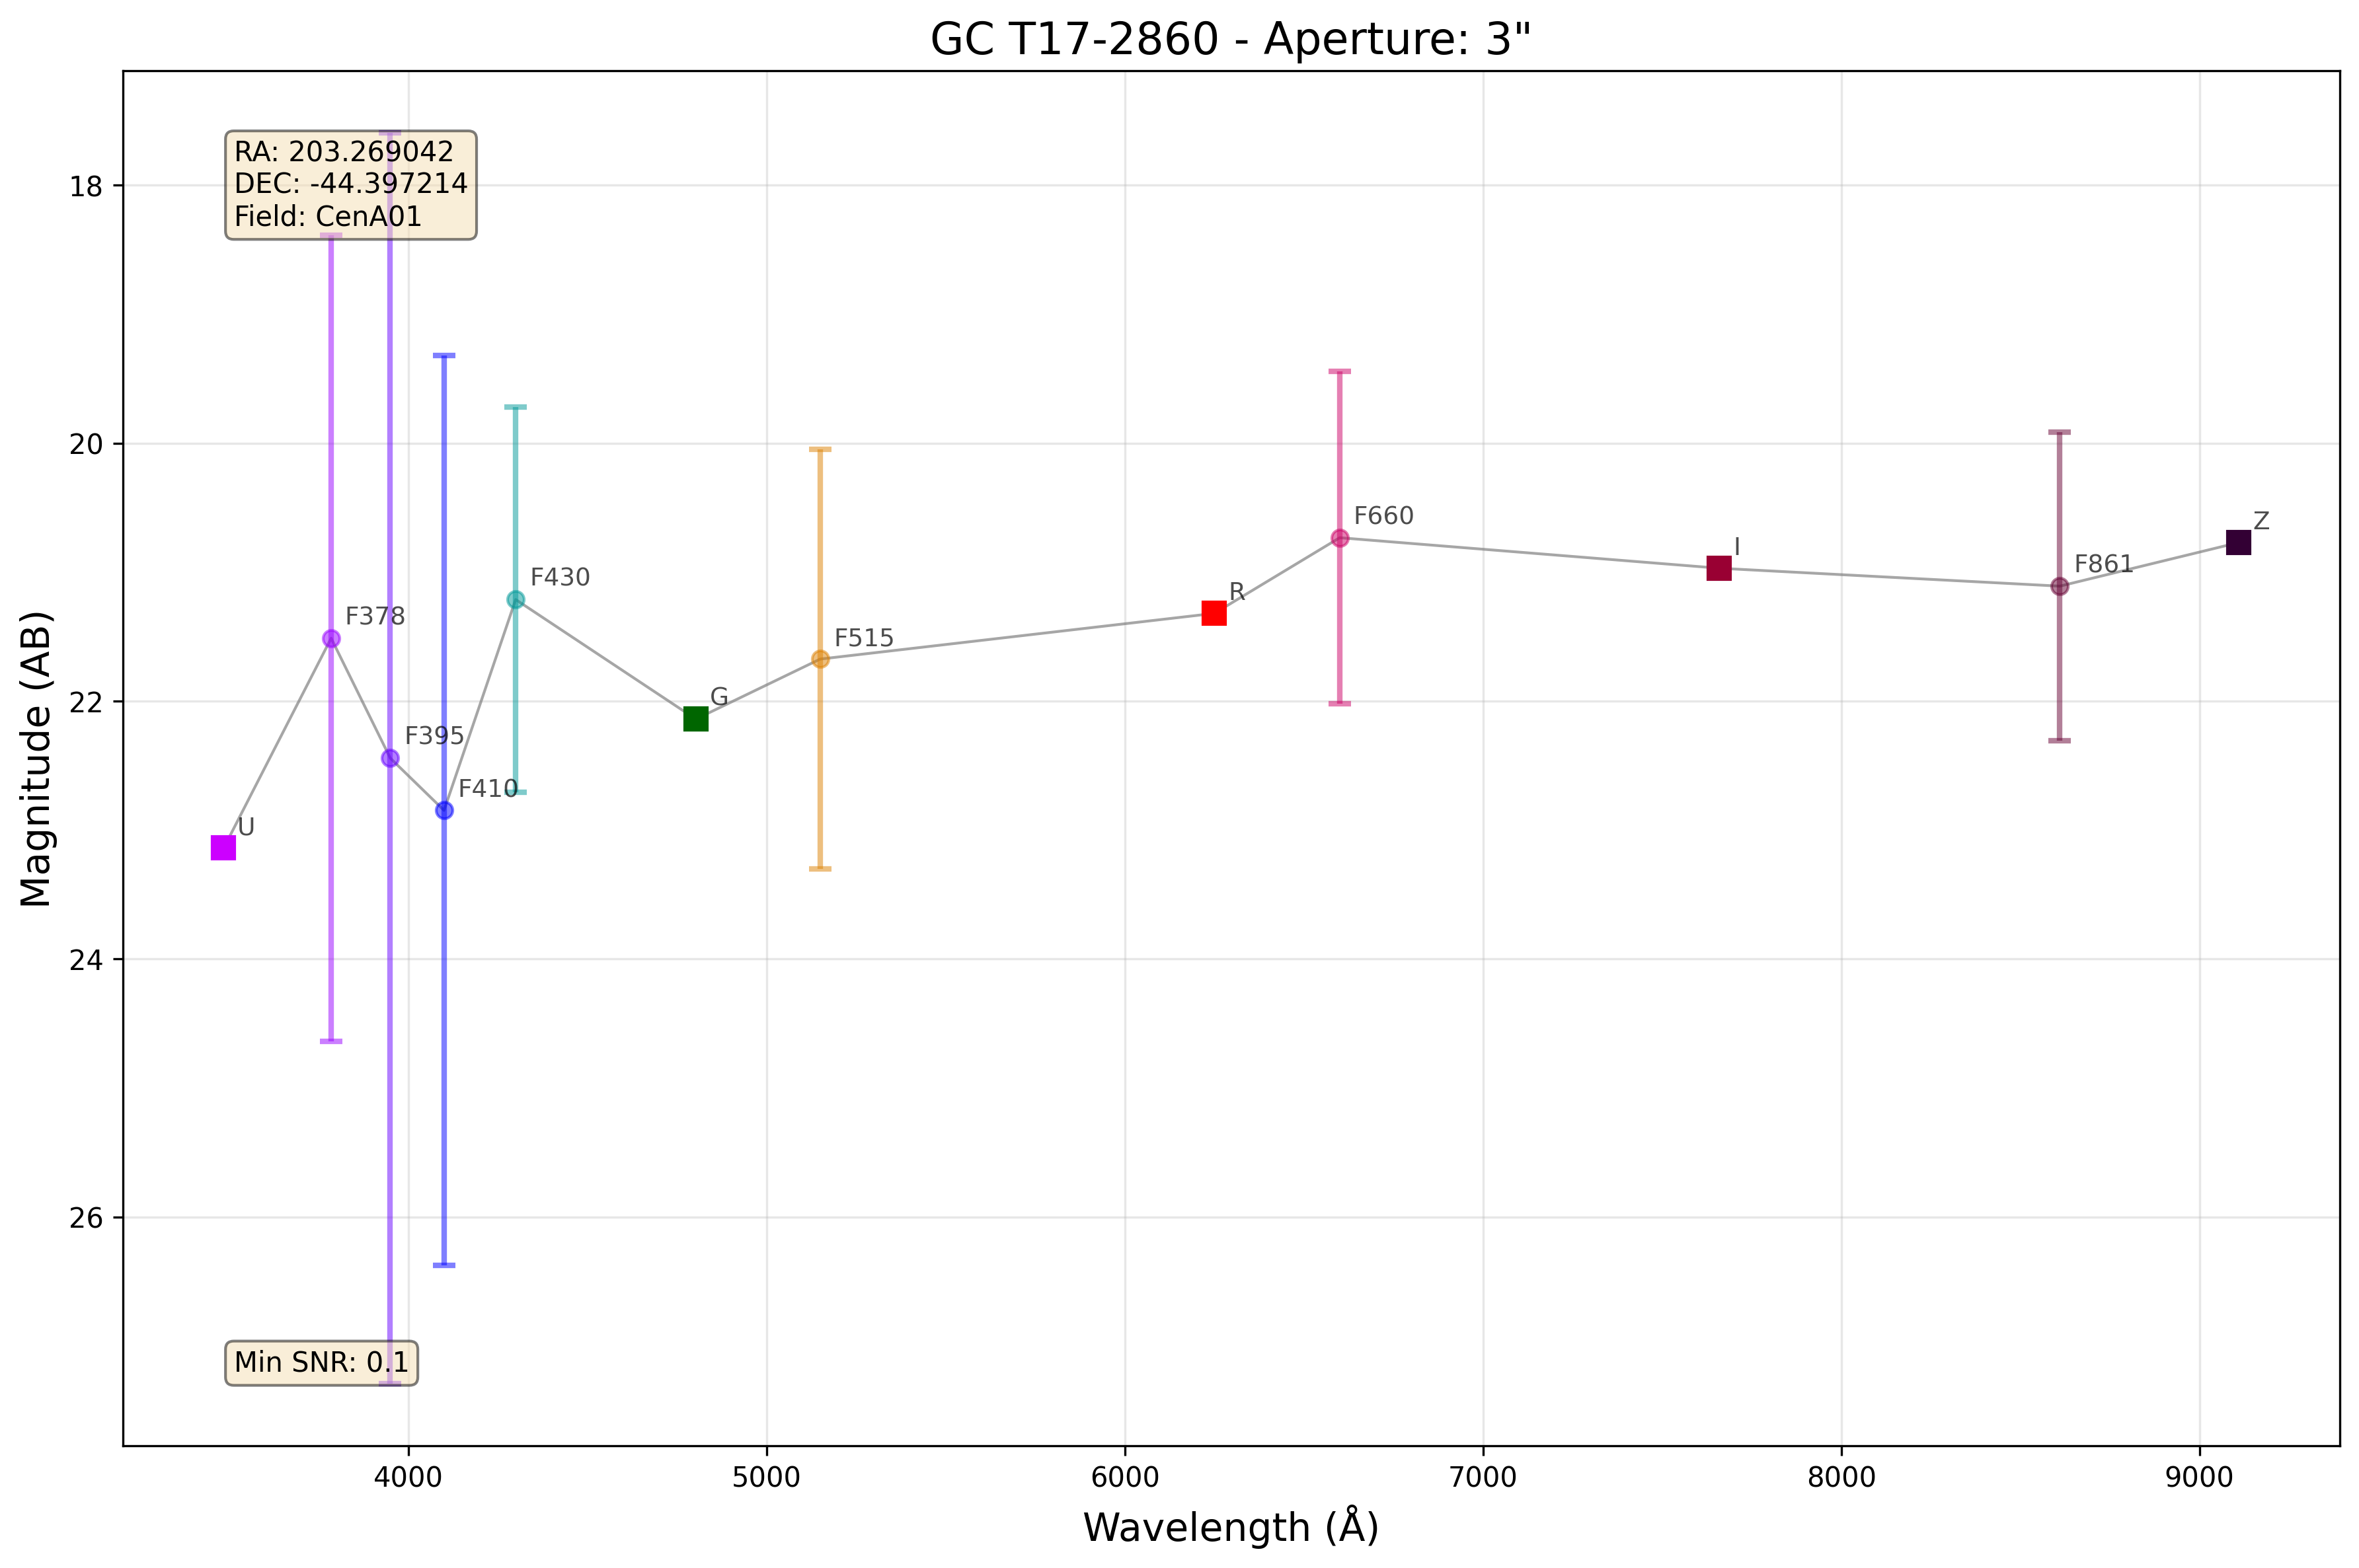 GC T17-2860 - Aperture: 3"
RA: 203.269042
DEC: -44.397214
Field: CenA01
18
20
22
24
26
Magnitude (AB)
U
F378
F395
F410
F430
G
F515
R
F660
I
F861
Z
Min SNR: 0.1
4000
5000
6000
7000
8000
9000
Wavelength (Å)